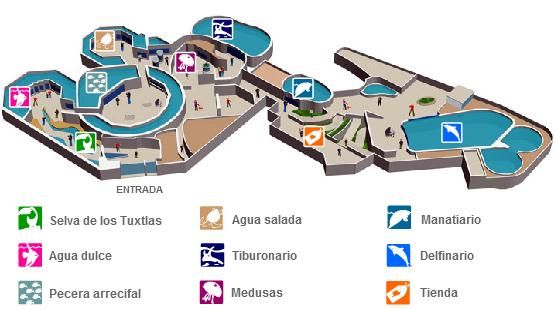 ENTRADA
Selva de los Tuxtlas
Agua salada
Manatiario
Agua dulce
Tiburonario
Delfinario
Pecera arrecifal
Medusas
Tienda